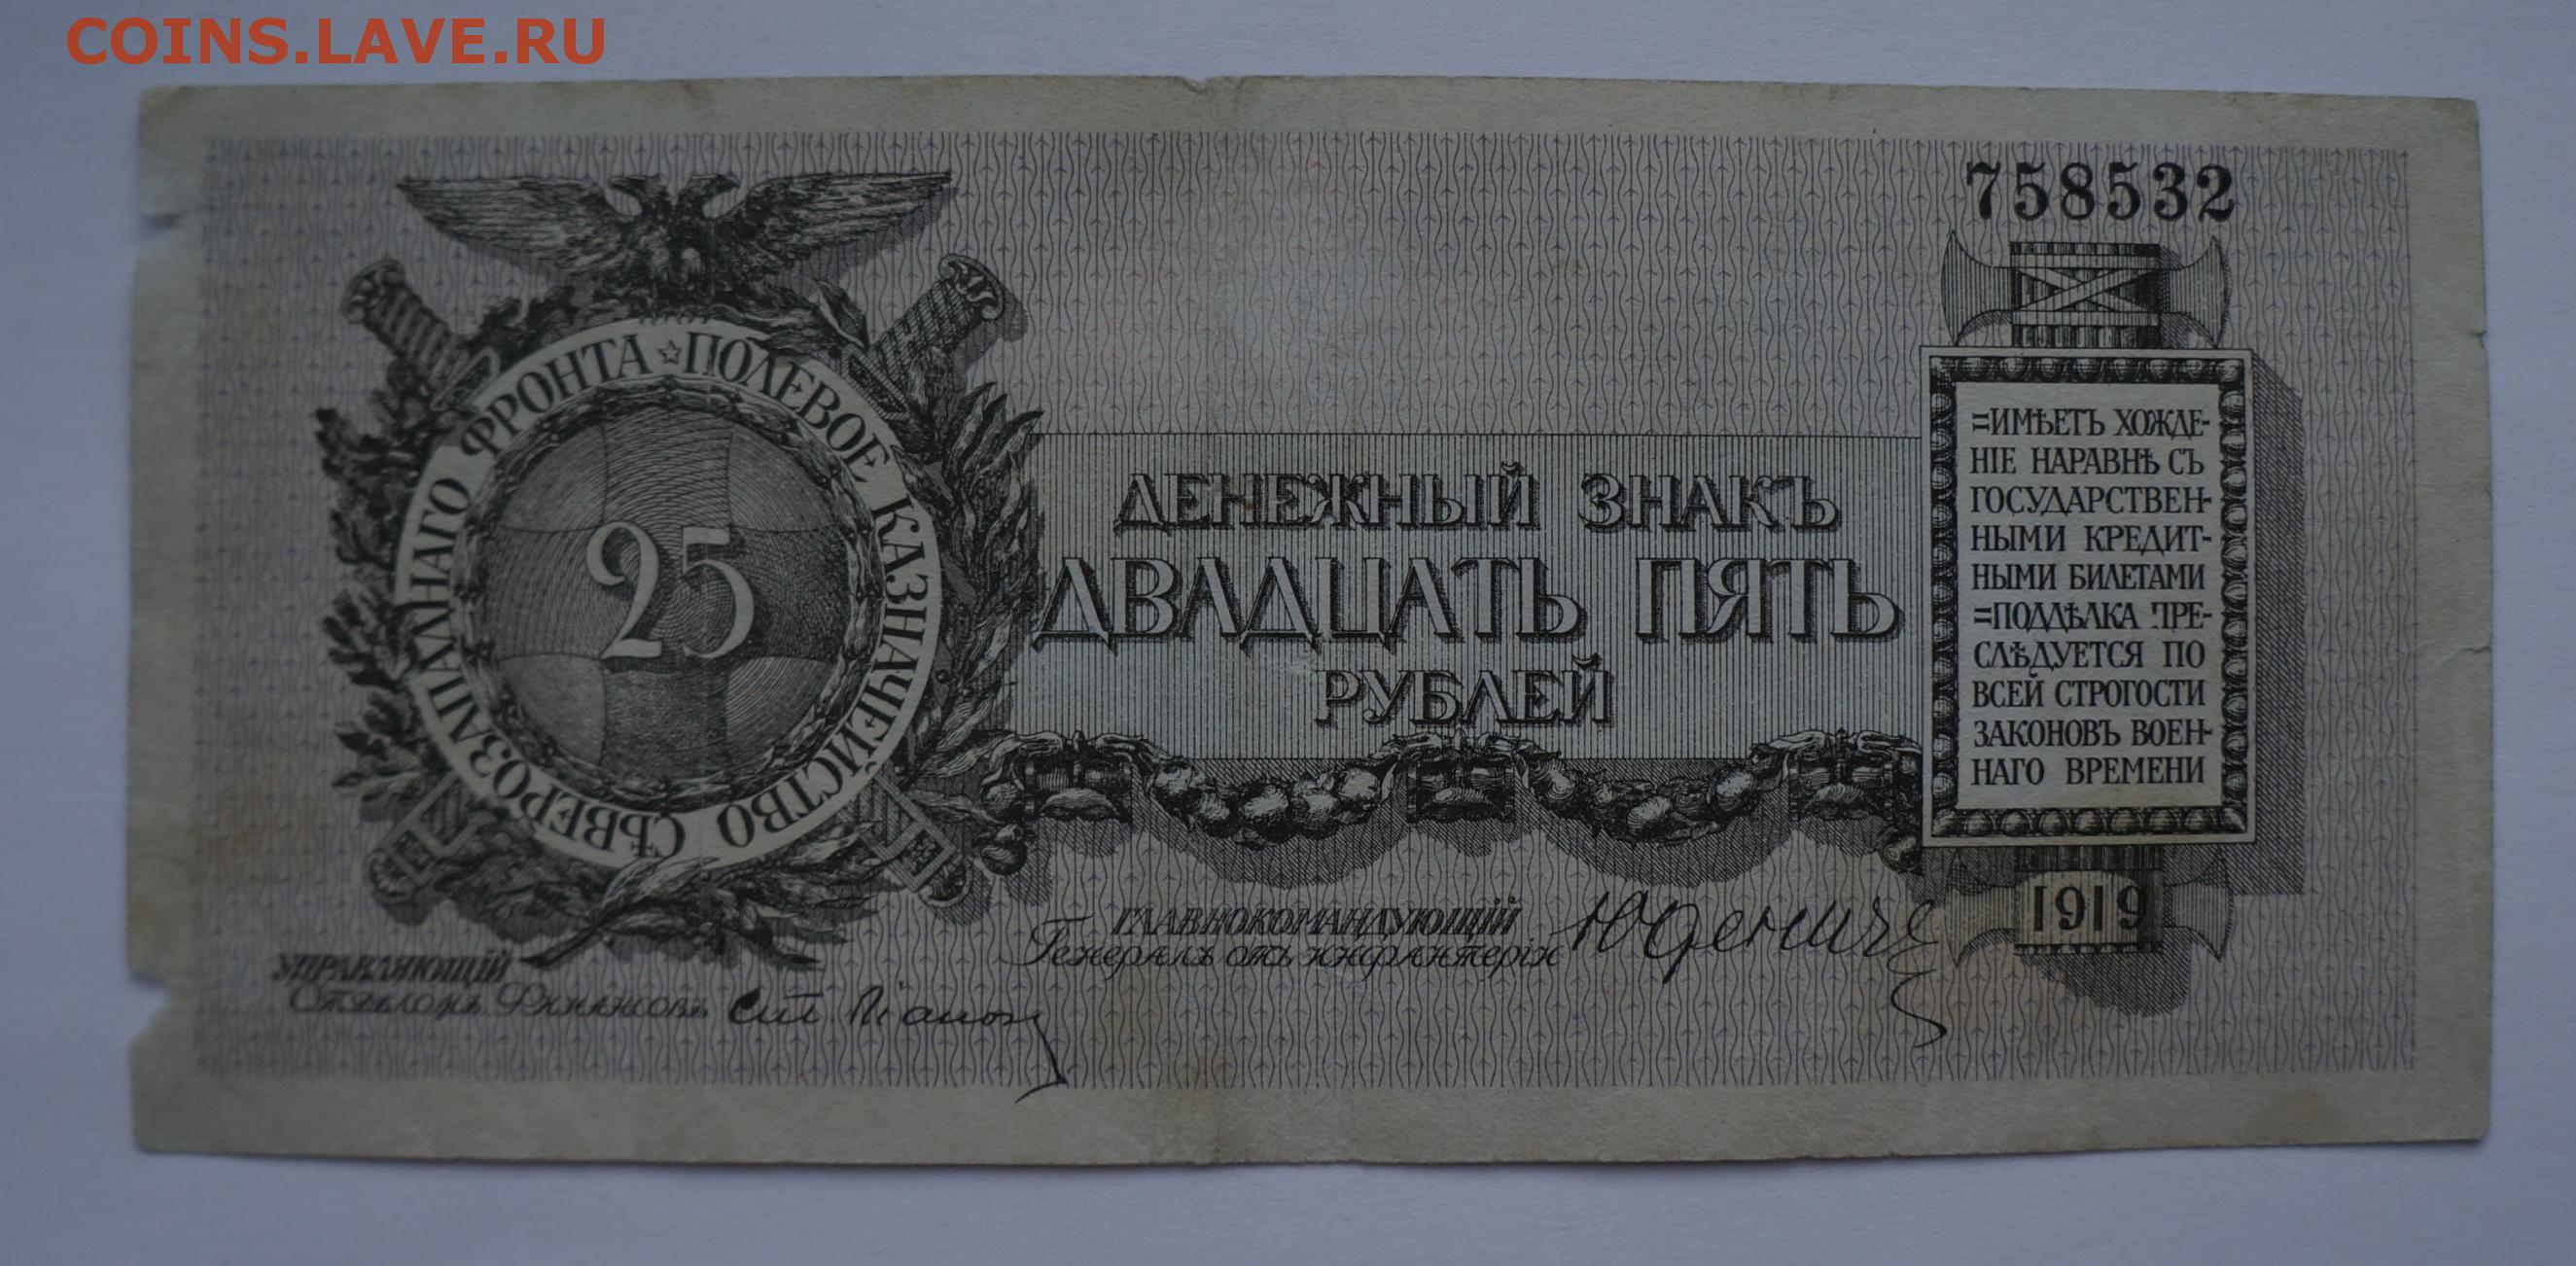 COINS.LAVE.RU
758532
ПОЛЕВОЕ КАЗНАЧЕЙСТВО СѢВЕРОЗАПАДНАГО ФРОНТА
25
ДЕНЕЖНЫЙ ЗНАКЪ
ДВАДЦАТЬ ПЯТЬ
РУБЛЕЙ
=ИМѢЕТЪ ХОЖДЕ-
НІЕ НАРАВНѢ СЪ
ГОСУДАРСТВЕН-
НЫМИ КРЕДИТ-
НЫМИ БИЛЕТАМИ
=ПОДДѢЛКА ПРЕ-
СЛѢДУЕТСЯ ПО
ВСЕЙ СТРОГОСТИ
ЗАКОНОВЪ ВОЕН-
НАГО ВРЕМЕНИ
1919
ГЛАВНОКОМАНДУЮЩІЙ
Генералъ отъ инфантеріи Юденичъ
УПРАВЛЯЮЩІЙ
Отдѣломъ Финансовъ